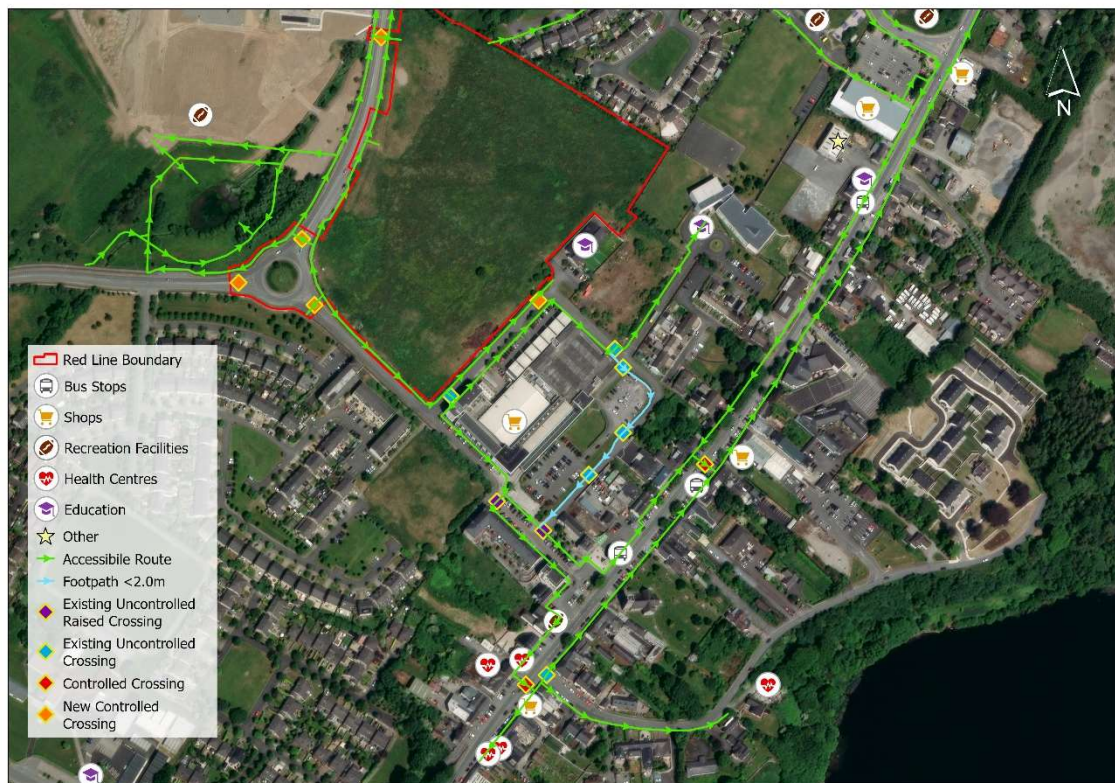 N
Red Line Boundary
Bus Stops
Shops
Recreation Facilities
Health Centres
Education
Other
Accessibile Route
Footpath <2.0m
Existing Uncontrolled
Raised Crossing
Existing Uncontrolled
Crossing
Controlled Crossing
New Controlled
Crossing